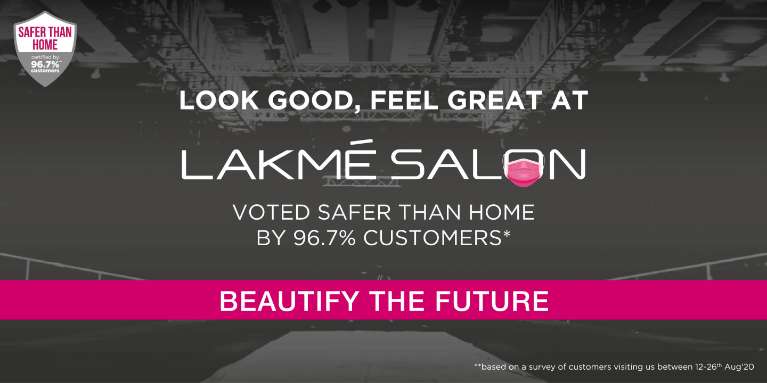 SAFER THAN
HOME
certified by
96.7%
customers
LOOK GOOD, FEEL GREAT AT
LAKMÉ SALON
VOTED SAFER THAN HOME
BY 96.7% CUSTOMERS*
BEAUTIFY THE FUTURE
**based on a survey of customers visiting us between 12-26th Aug'20